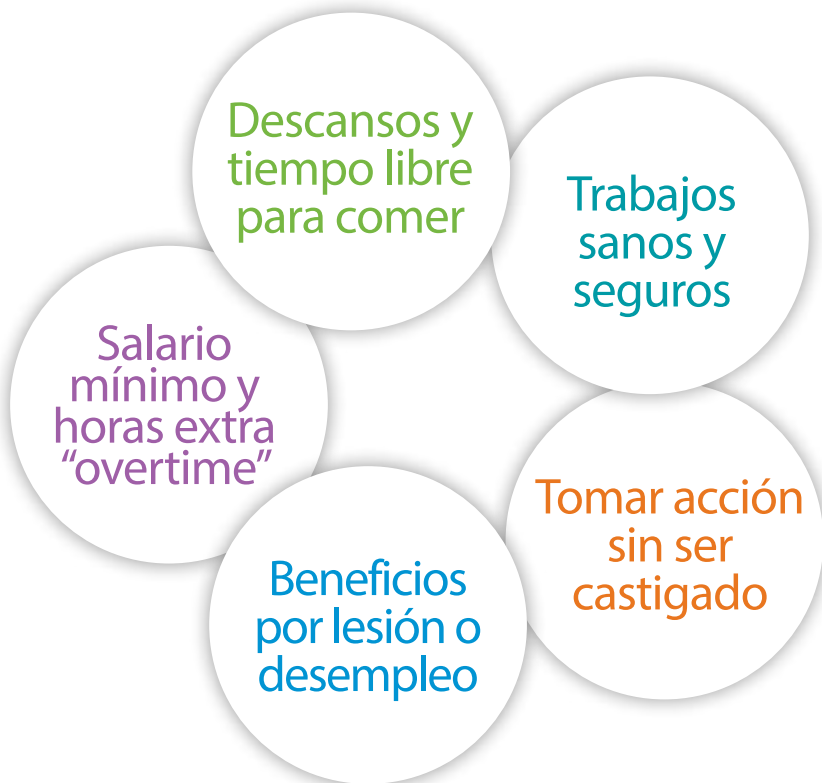 Descansos y
tiempo libre
para comer
Trabajos
sanos y
seguros
Salario
mínimo y
horas extra
“overtime”
Tomar acción
sin ser
castigado
Beneficios
por lesión o
desempleo